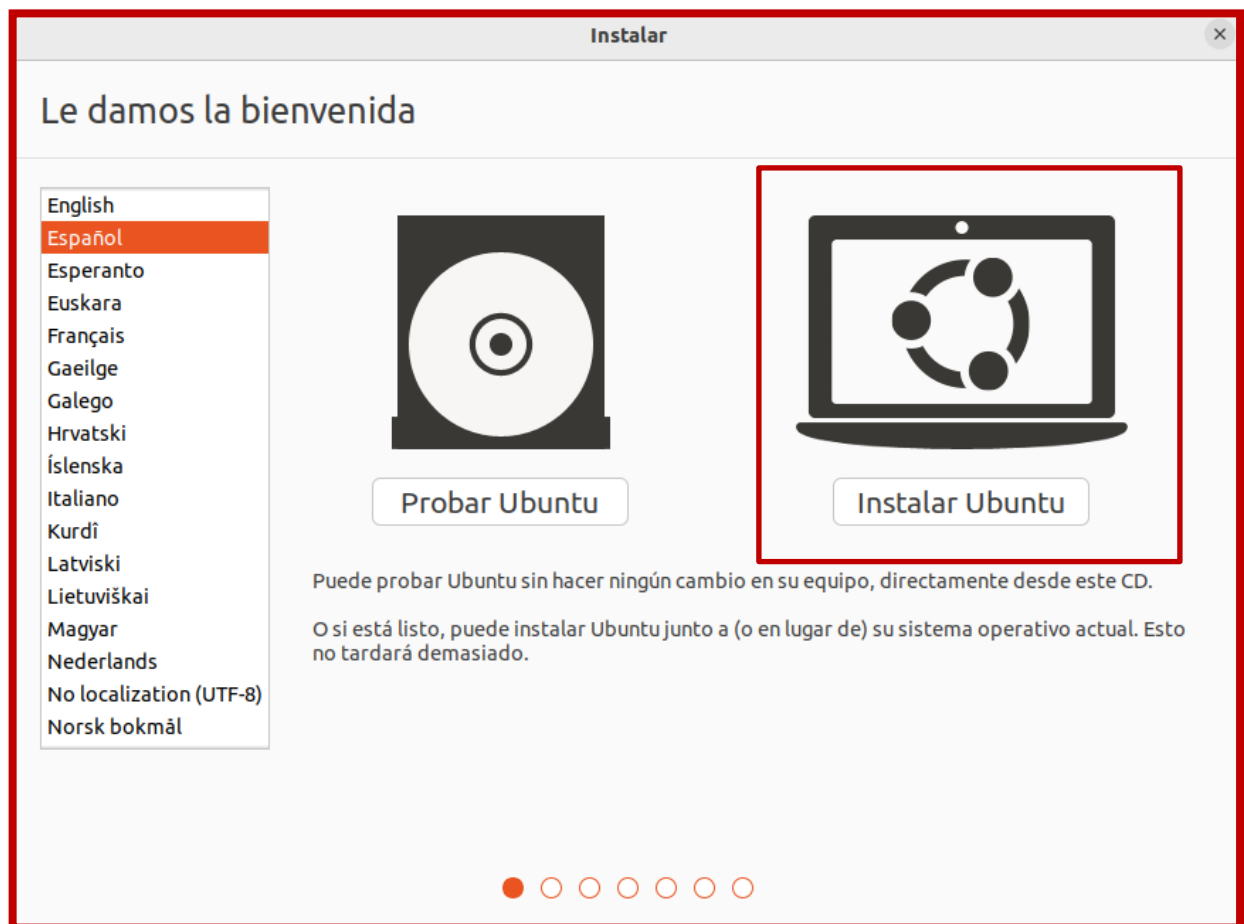 Instalar
Le damos la bienvenida
English
Español
Esperanto
Euskara
Français
Gaeilge
Galego
Hrvatski
Íslenska
Italiano
Kurdî
Latviski
Lietuviškai
Magyar
Nederlands
No localization (UTF-8)
Norsk bokmål
Probar Ubuntu
Instalar Ubuntu
Puede probar Ubuntu sin hacer ningún cambio en su equipo, directamente desde este CD.
O si está listo, puede instalar Ubuntu junto a (o en lugar de) su sistema operativo actual. Esto
no tardará demasiado.